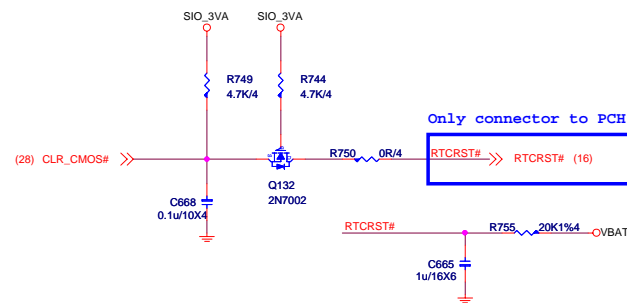 SIO_3VA
SIO_3VA
R749
4.7K/4
R744
4.7K/4
Only connector to PCH
(28) CLR_CMOS#
R750
0R/4
RTCRST#
RTCRST# (16)
Q132
2N7002
C668
0.1u/10X4
RTCRST#
R755
20K1%4
VBAT
C665
1u/16X6